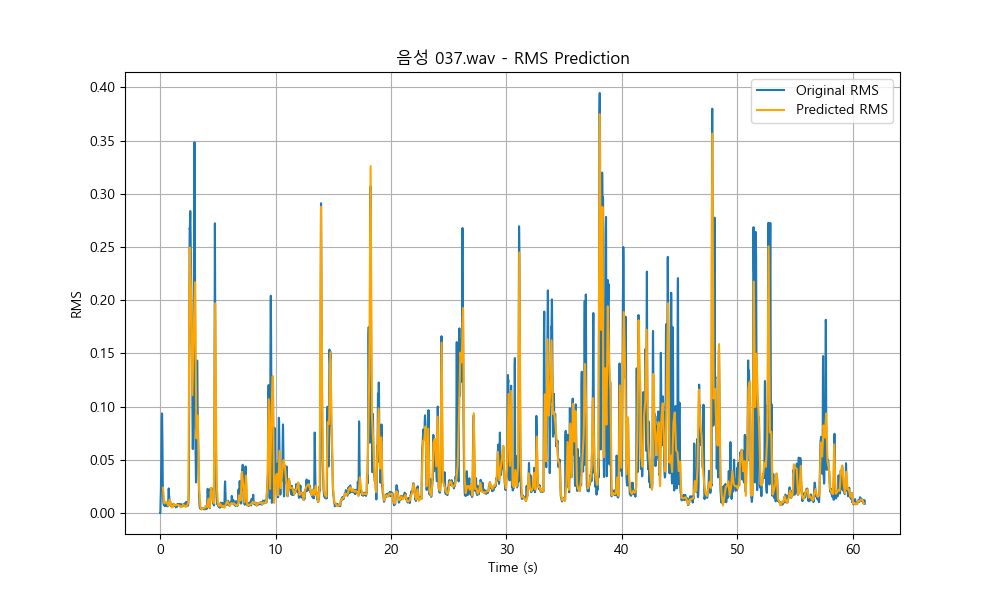 음성 037.wav - RMS Prediction
Original RMS
Predicted RMS
RMS
0.40
0.35
0.30
0.25
0.20
0.15
0.10
0.05
0.00
0 10 20 30 40 50 60
Time (s)